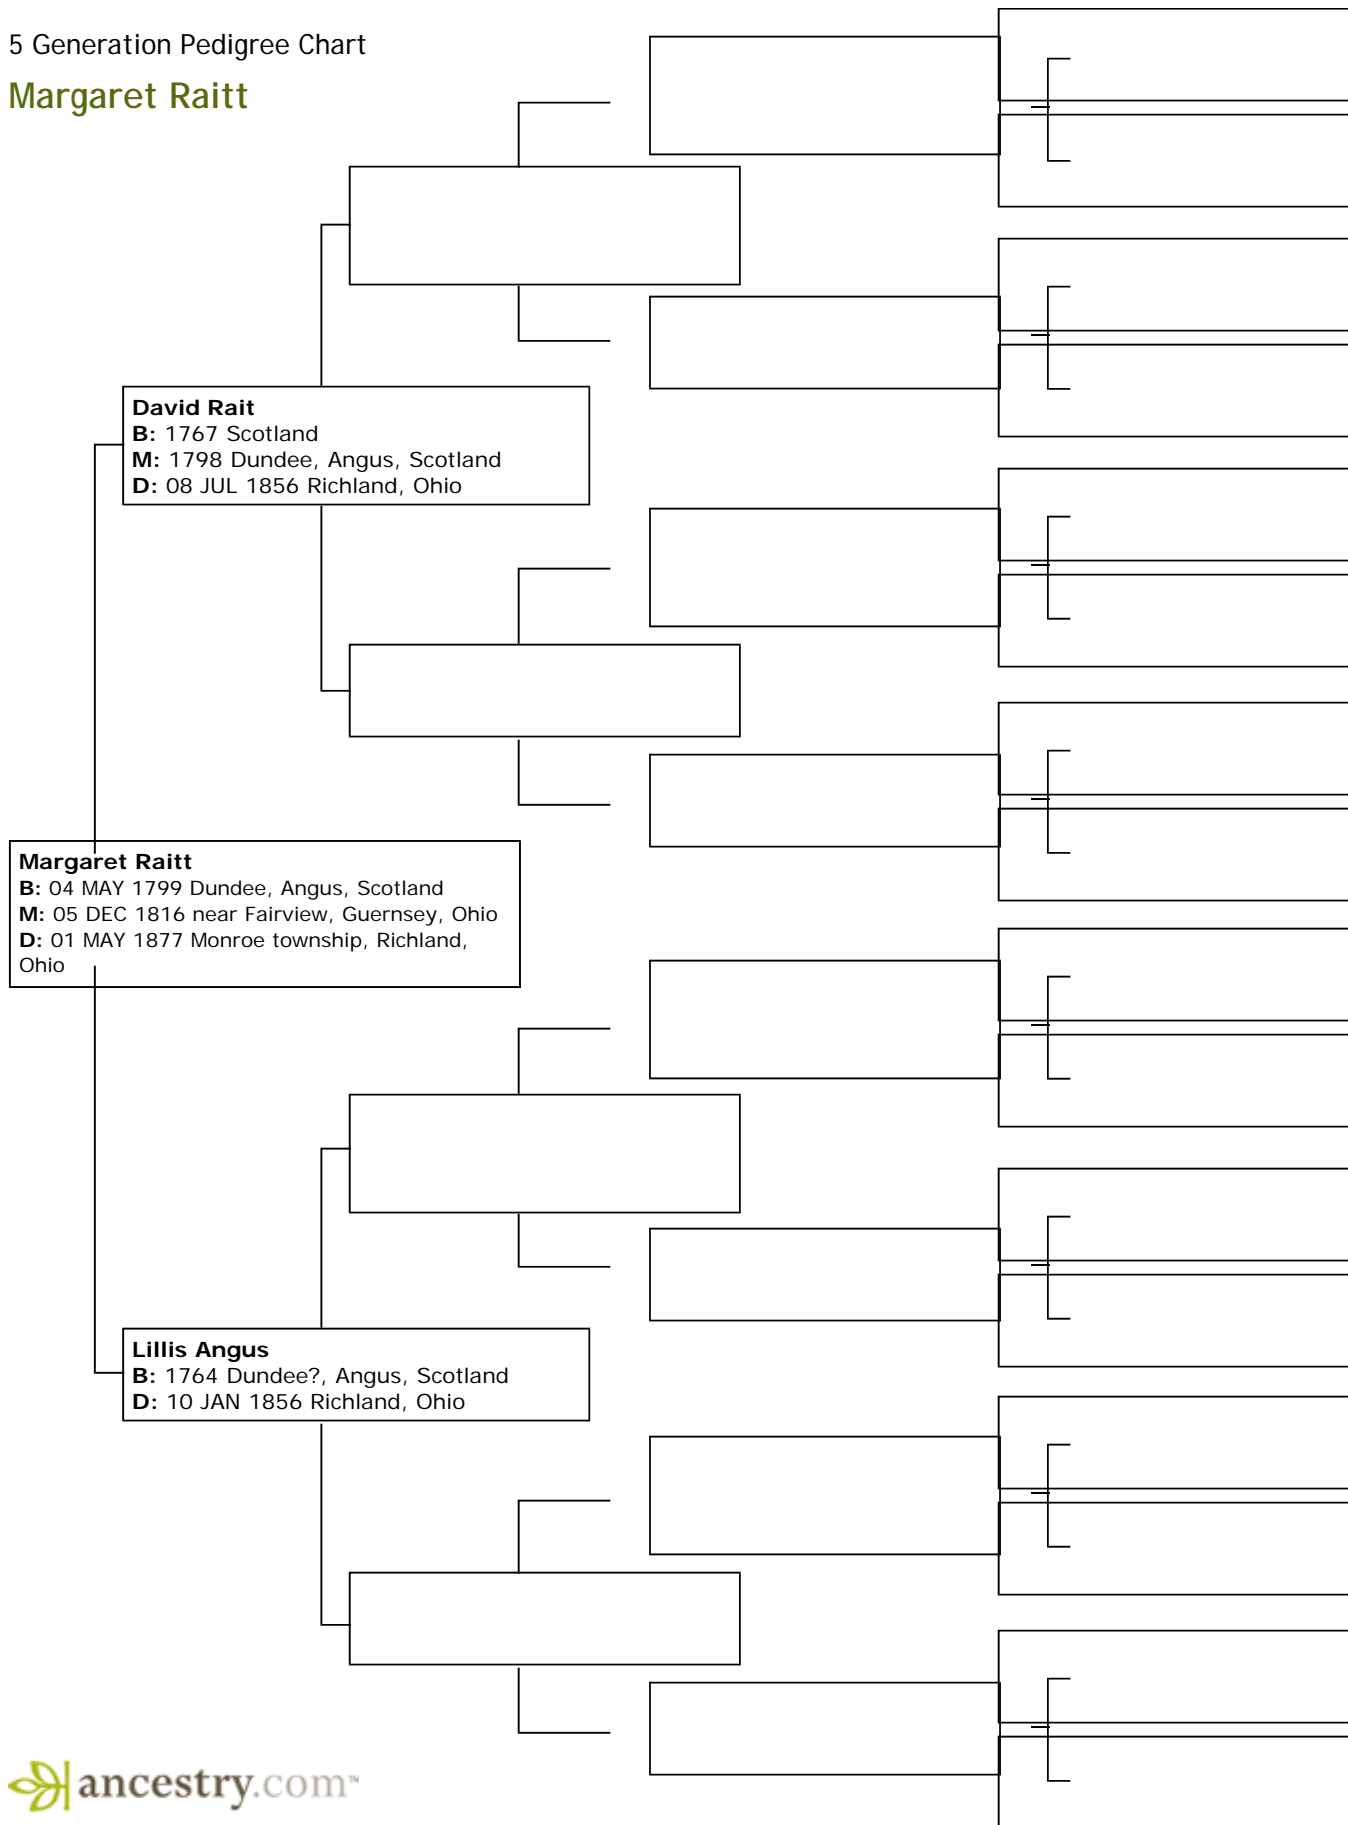 5 Generation Pedigree Chart
Margaret Raitt
David Rait
B: 1767 Scotland
M: 1798 Dundee, Angus, Scotland
D: 08 JUL 1856 Richland, Ohio
Margaret Raitt
B: 04 MAY 1799 Dundee, Angus, Scotland
M: 05 DEC 1816 near Fairview, Guernsey, Ohio
D: 01 MAY 1877 Monroe township, Richland,
Ohio
Lillis Angus
B: 1764 Dundee?, Angus, Scotland
D: 10 JAN 1856 Richland, Ohio
ancestry.com™